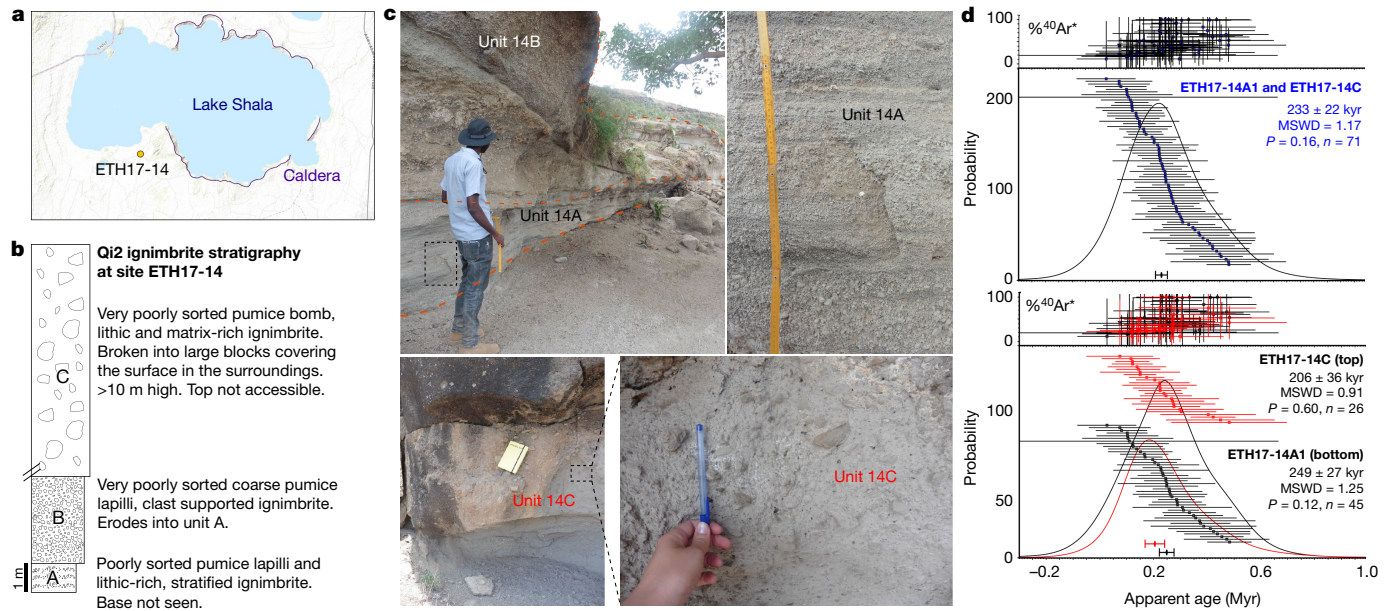 a
Lake Shala
ETH17-14
Caldera
b
Qi2 ignimbrite stratigraphy
at site ETH17-14
C
Very poorly sorted pumice bomb,
lithic and matrix-rich ignimbrite.
Broken into large blocks covering
the surface in the surroundings.
>10 m high. Top not accessible.
B
Very poorly sorted coarse pumice
lapilli, clast supported ignimbrite.
Erodes into unit A.
1 m
A
Poorly sorted pumice lapilli and
lithic-rich, stratified ignimbrite.
Base not seen.
c
Unit 14B
Unit 14A
Unit 14A
Unit 14C
Unit 14C
d
100
%⁴⁰Ar*
0
200
ETH17-14A1 and ETH17-14C
233 ± 22 kyr
MSWD = 1.17
P = 0.16, n = 71
Probability
100
0
100
%⁴⁰Ar*
0
ETH17-14C (top)
206 ± 36 kyr
MSWD = 0.91
P = 0.60, n = 26
100
Probability
ETH17-14A1 (bottom)
249 ± 27 kyr
MSWD = 1.25
P = 0.12, n = 45
50
0
−0.2
0.2
0.6
1.0
Apparent age (Myr)